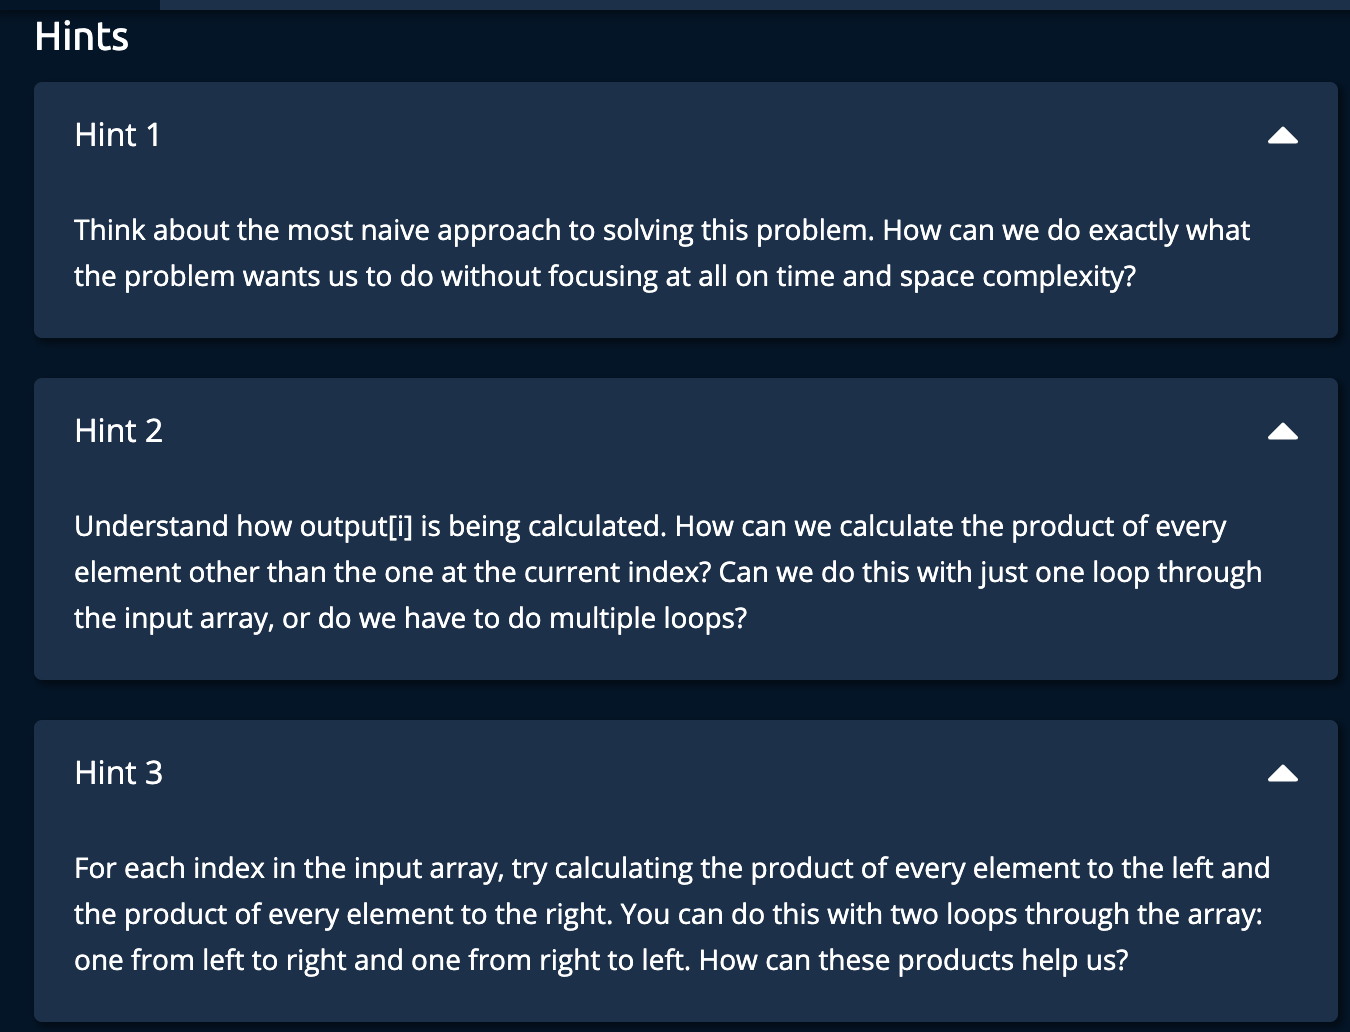 Hints
Hint 1
Think about the most naive approach to solving this problem. How can we do exactly what
the problem wants us to do without focusing at all on time and space complexity?
Hint 2
Understand how output[i] is being calculated. How can we calculate the product of every
element other than the one at the current index? Can we do this with just one loop through
the input array, or do we have to do multiple loops?
Hint 3
For each index in the input array, try calculating the product of every element to the left and
the product of every element to the right. You can do this with two loops through the array:
one from left to right and one from right to left. How can these products help us?